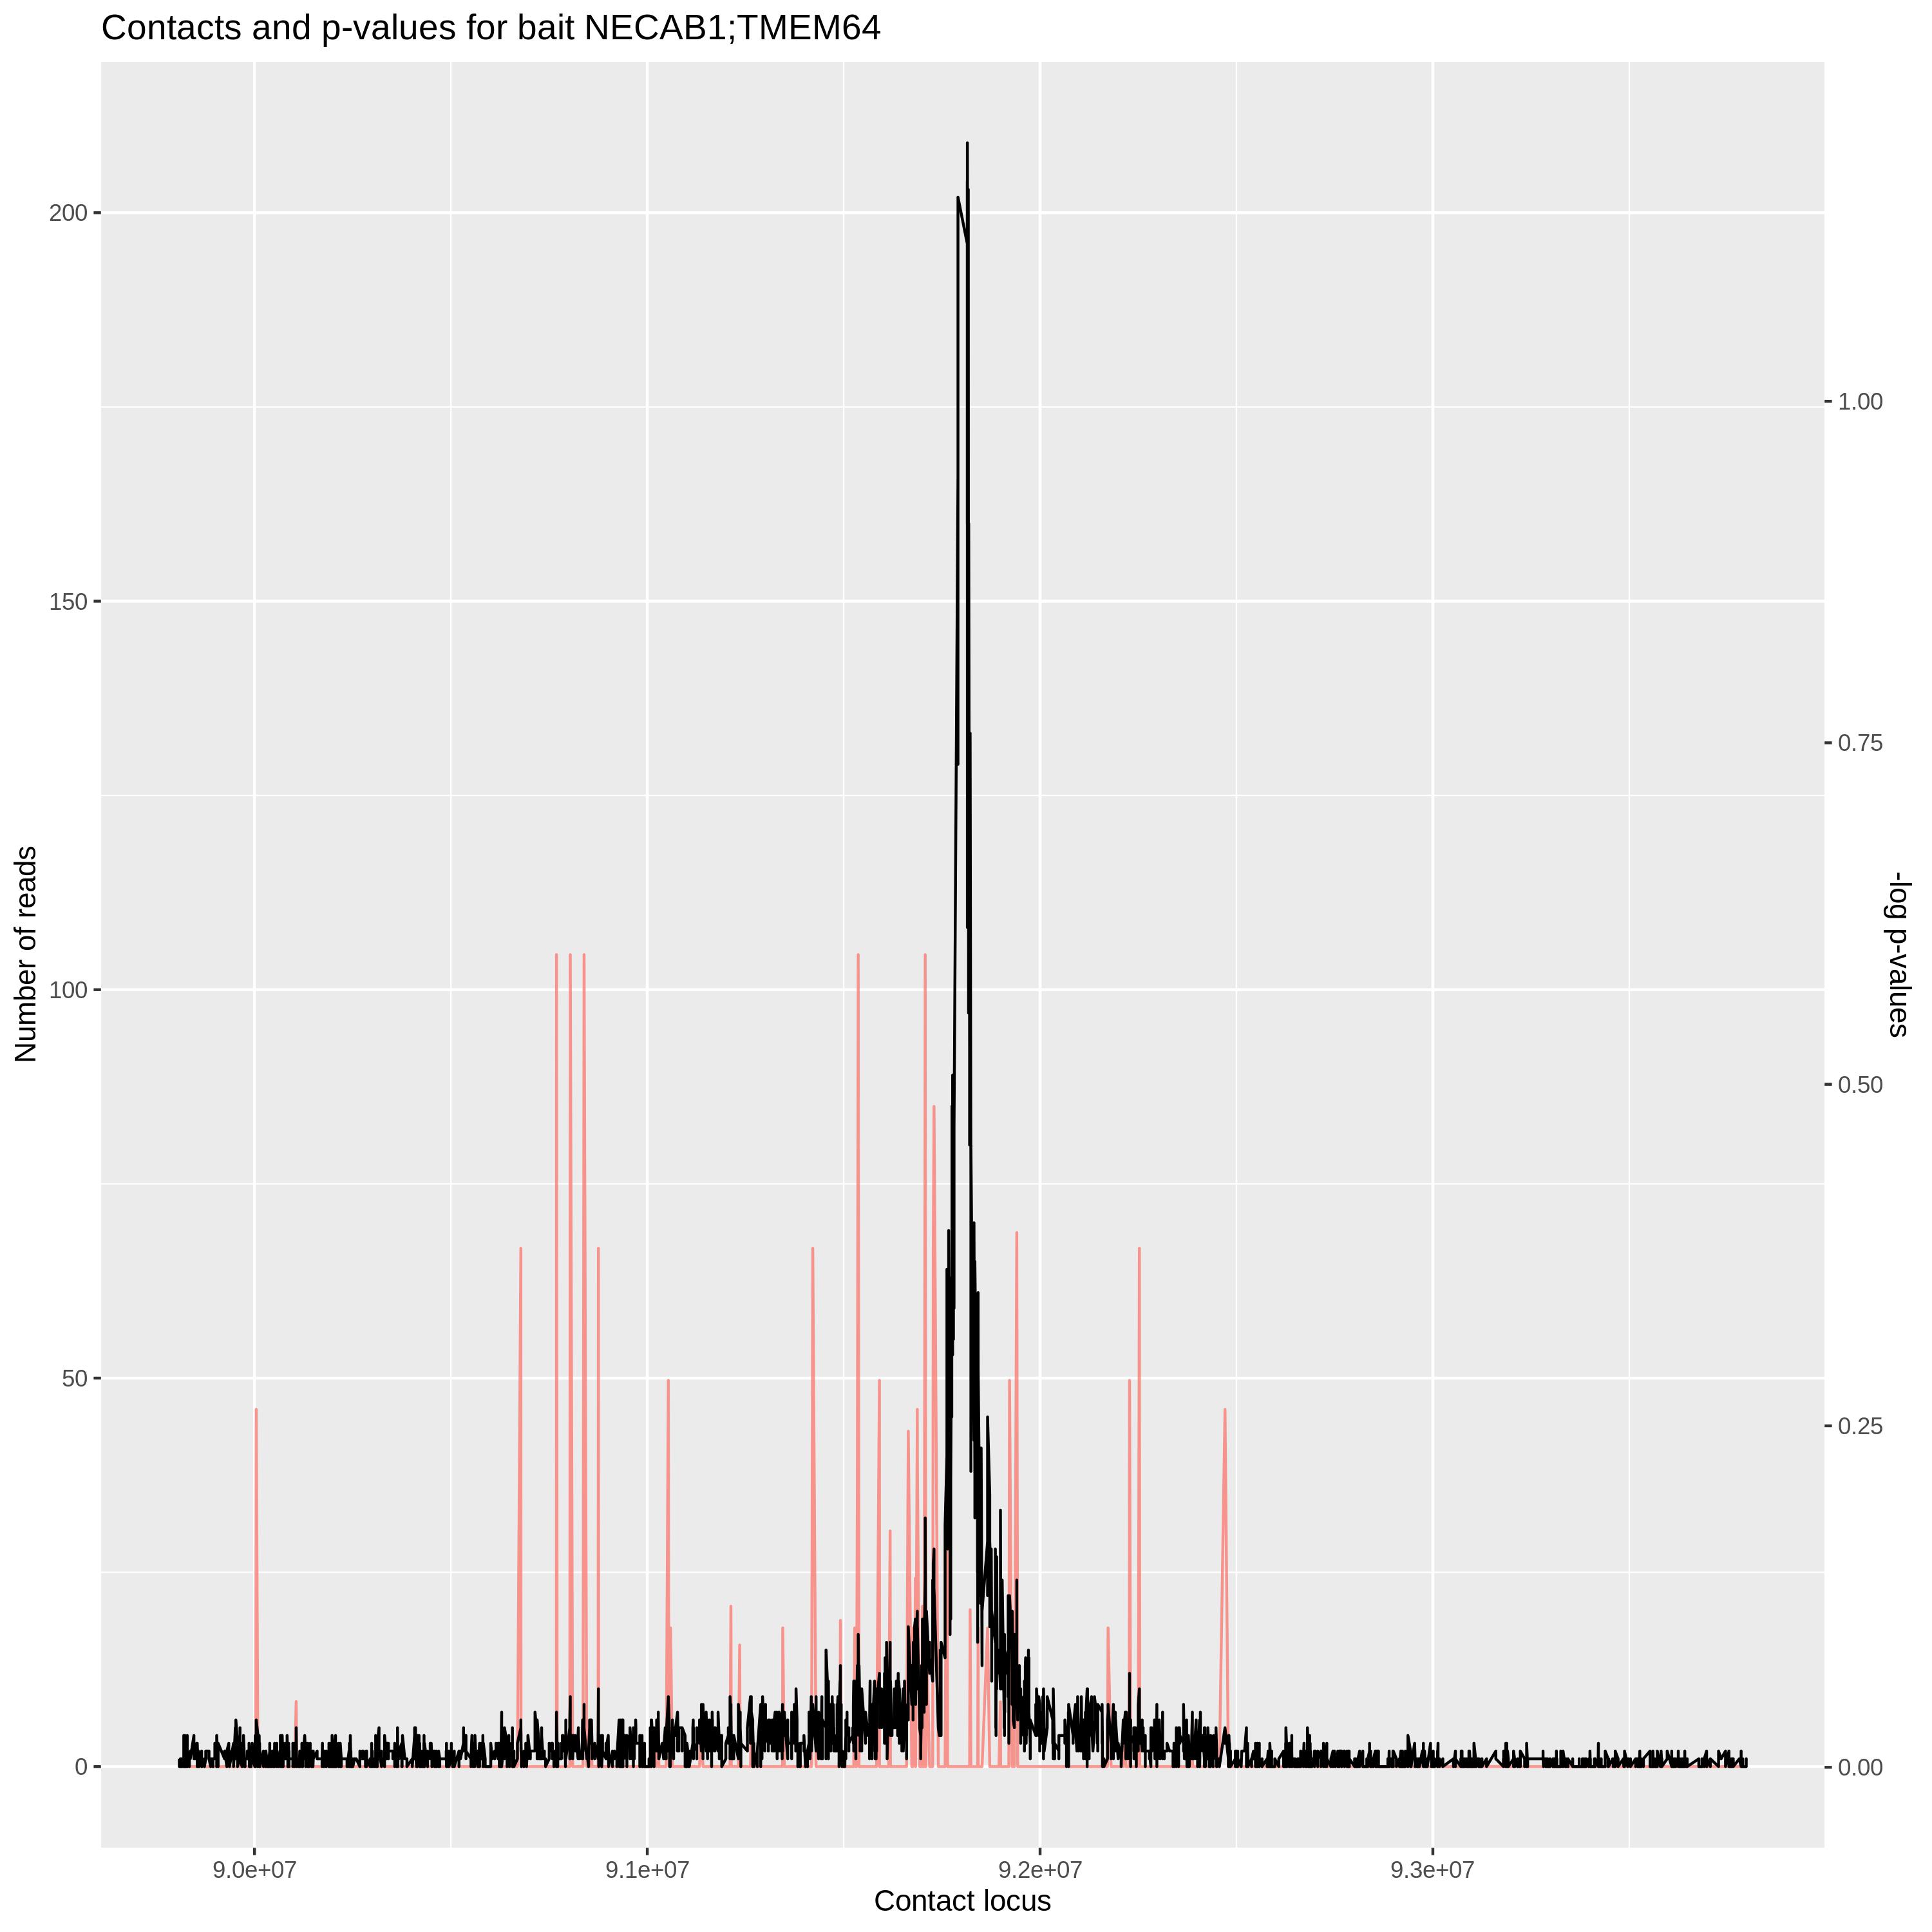 Contacts and p-values for bait NECAB1;TMEM64
Number of reads
200
150
100
50
0
1.00
0.75
0.50
0.25
0.00
-log p-values
9.0e+07
9.1e+07
9.2e+07
9.3e+07
Contact locus